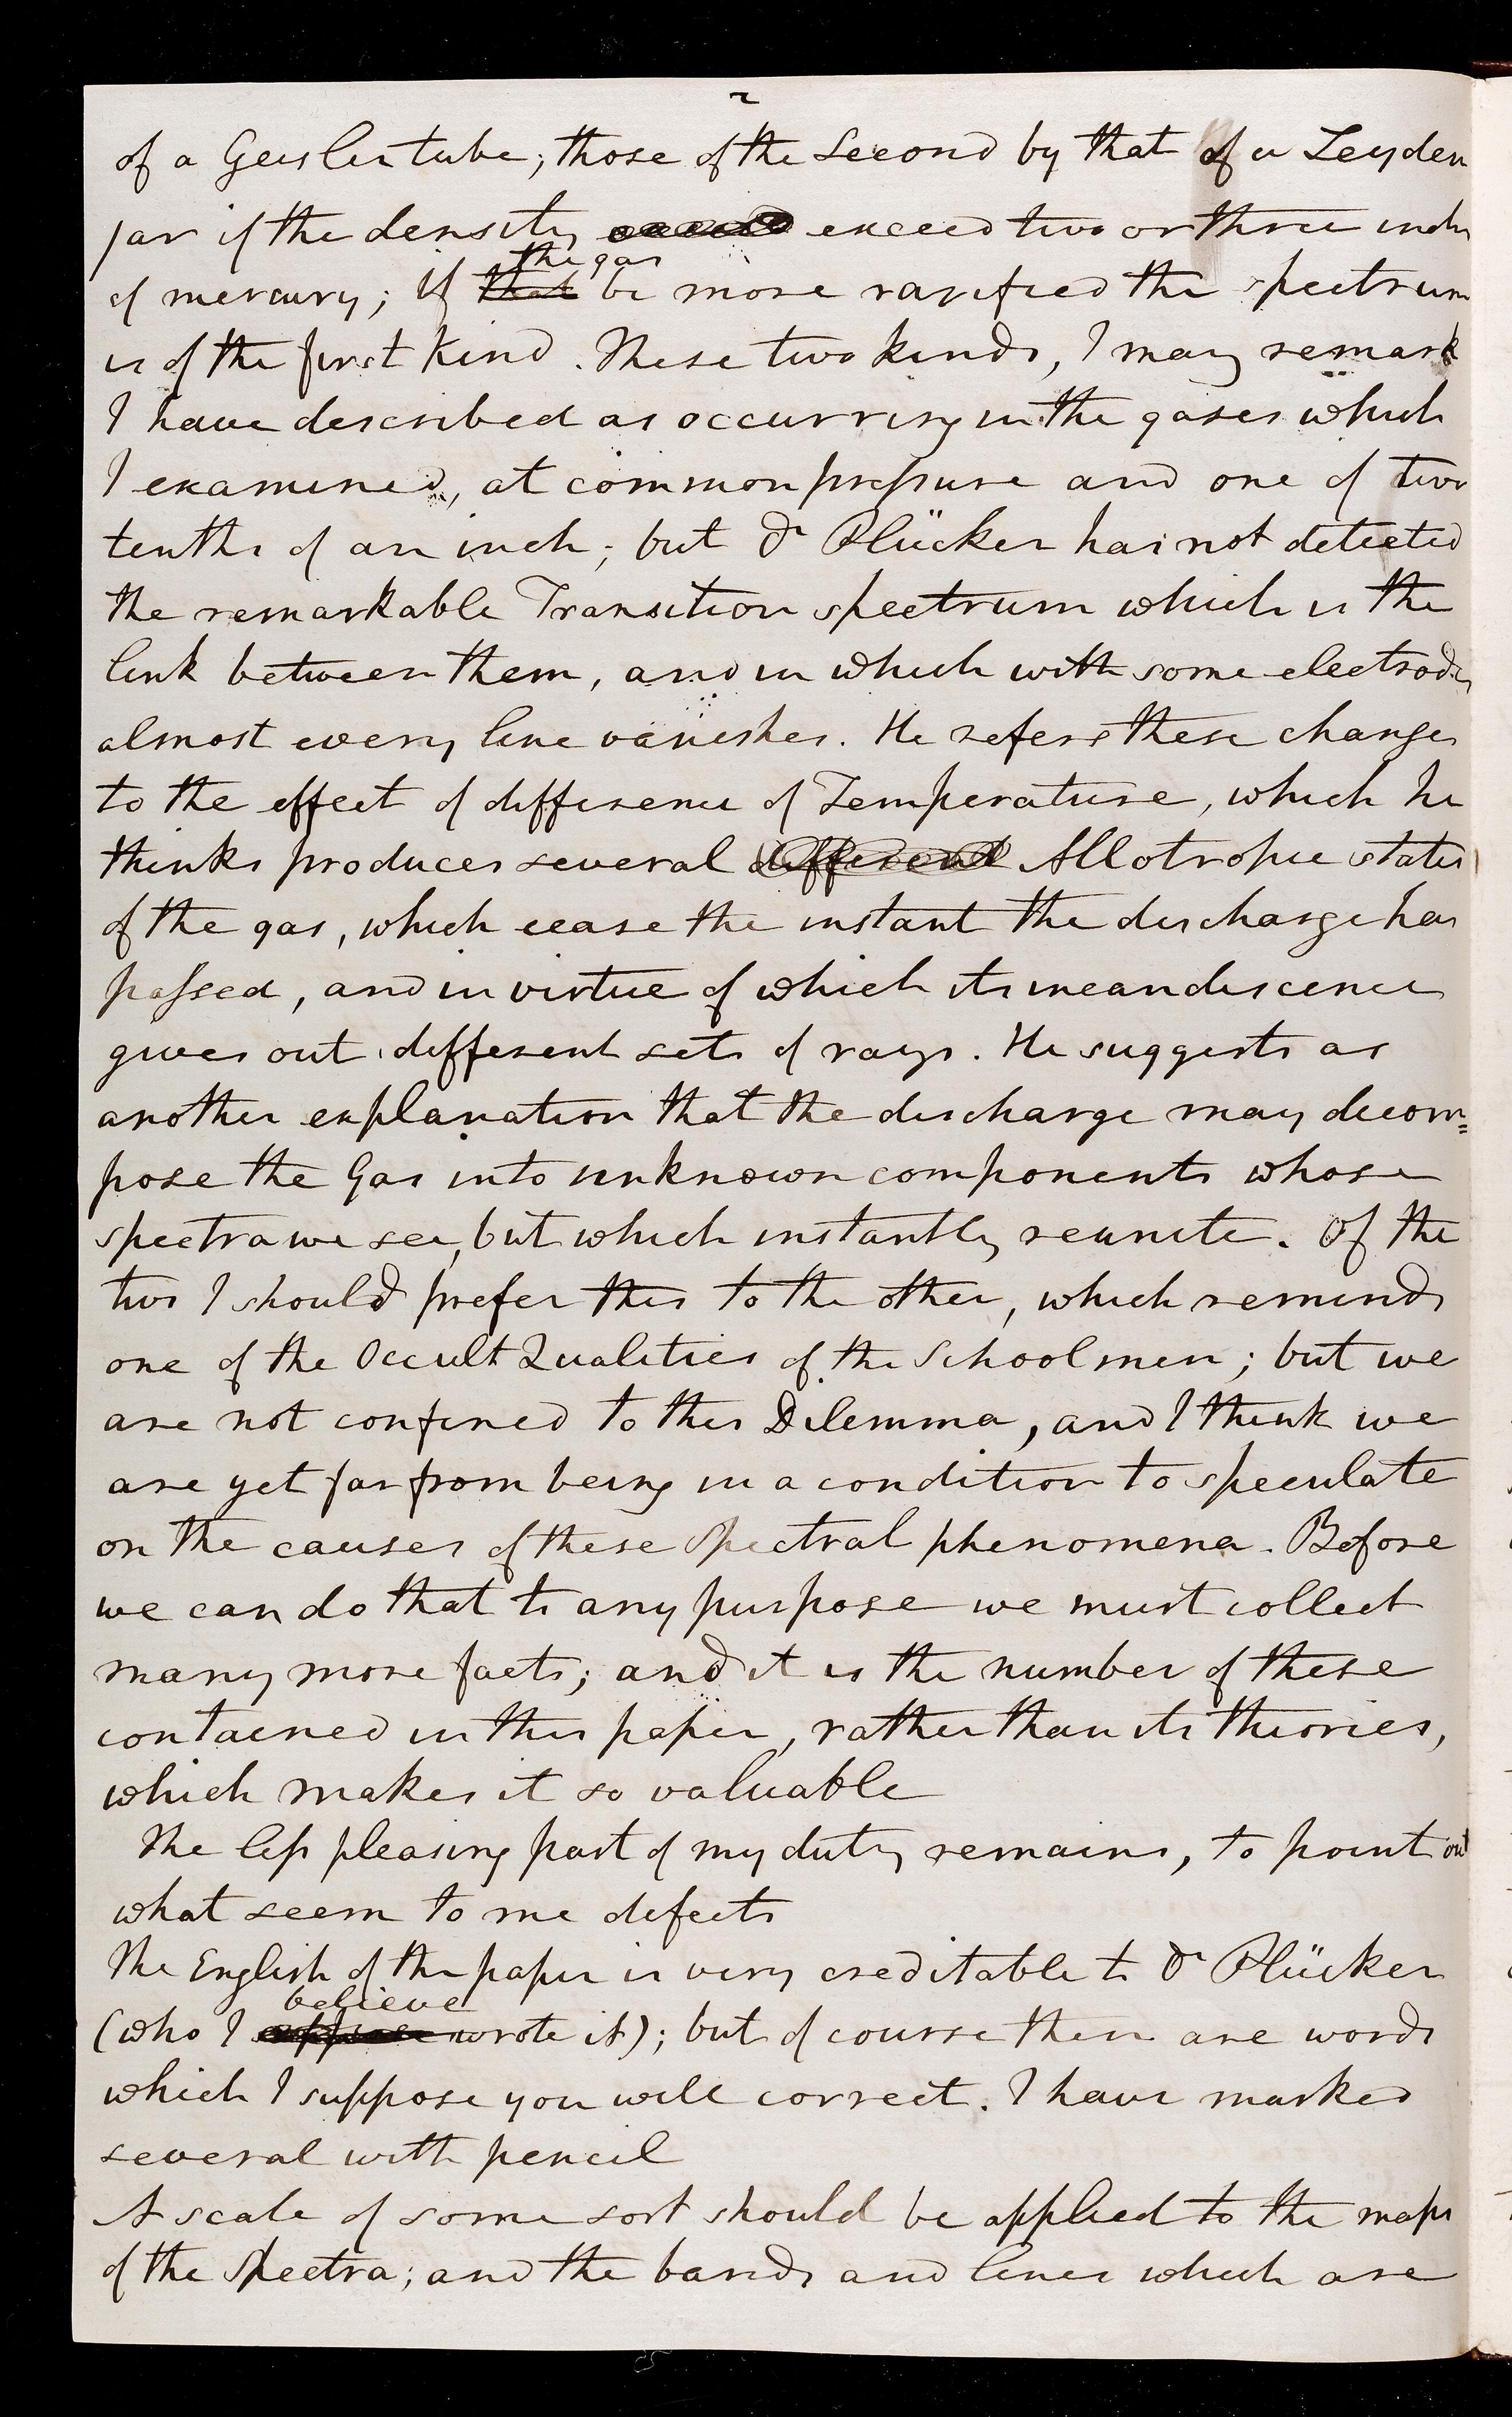 2
of a Geisler tube; those of the Second by that of a Leyden
jar if the density exceed two or three inch
the gas
of mercury; if that be more rarified the spectrum
is of the first Kind. These two kinds, I may remark
I have described as occurring in the gases which
I examined, at common pressure and one of two
tenths of an inch; but Dr Plücker has not detected
the remarkable Transition spectrum which is the
link between them, and in which with some electrodes
almost every line vanishes. He refers these changes
to the effect of difference of Temperature, which he
thinks produces several different Allotropic states
of the gas, which cease the instant the discharge has
passed, and in virtue of which its incandescence
gives out different sets of rays. He suggests as
another explanation that the discharge may decom=
pose the Gas into unknown components whose
spectra we see, but which instantly reunite. Of the
two I should prefer this to the other, which reminds
one of the Occult Qualities of the Schoolmen; but we
are not confined to this Dilemma, and I think we
are yet far from being in a condition to speculate
on the causes of these Spectral phenomena. Before
we can do that to any purpose we must collect
many more facts; and it is the number of these
contained in this paper, rather than its theories,
which makes it so valuable
The less pleasing part of my duty remains, to point out
what seem to me defects
The English of the paper is very creditable to Dr Plücker
believe
(who I suppose wrote it); but of course there are words
which I suppose you will correct. I have marked
several with pencil
A scale of some sort should be applied to the maps
of the Spectra; and the bands and lines which are